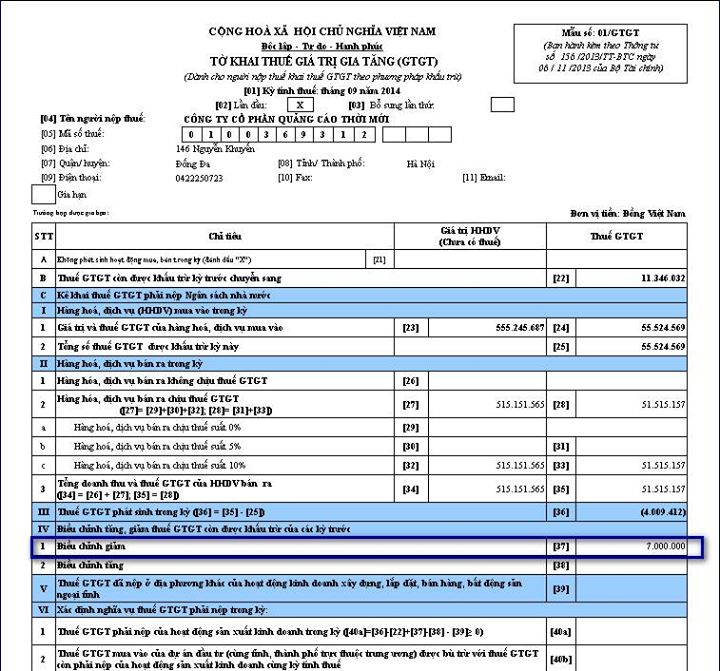 CỘNG HOÀ XÃ HỘI CHỦ NGHĨA VIỆT NAM
Độc lập - Tự do - Hạnh phúc
TỜ KHAI THUẾ GIÁ TRỊ GIA TĂNG (GTGT)
(Dành cho người nộp thuế khai thuế GTGT theo phương pháp khấu trừ)
[01] Kỳ tính thuế: tháng 09 năm 2014
[02] Lần đầu: X [03] Bổ sung lần thứ:
Mẫu số: 01/GTGT
(Ban hành kèm theo Thông tư
số 156 /2013/TT-BTC ngày
06 / 11 /2013 của Bộ Tài chính)
[04] Tên người nộp thuế: CÔNG TY CỔ PHẦN QUẢNG CÁO THỜI MỚI
[05] Mã số thuế: 0 1 0 0 3 6 9 3 1 2
[06] Địa chỉ: 146 Nguyễn Khuyến
[07] Quận/ huyện: Đống Đa [08] Tỉnh/ Thành phố: Hà Nội
[09] Điện thoại: 0422250723 [10] Fax: [11] Email:
Gia hạn
Trường hợp được gia hạn:
Đơn vị tiền: Đồng Việt Nam
STT Chỉ tiêu Giá trị HHDV (Chưa có thuế) Thuế GTGT
A Không phát sinh hoạt động mua, bán trong kỳ (đánh dấu "X") [21]
B Thuế GTGT còn được khấu trừ kỳ trước chuyển sang [22] 11.346.032
C Kê khai thuế GTGT phải nộp Ngân sách nhà nước
I Hàng hoá, dịch vụ (HHDV) mua vào trong kỳ
1 Giá trị và thuế GTGT của hàng hoá, dịch vụ mua vào [23] 555.245.687 [24] 55.524.569
2 Tổng số thuế GTGT được khấu trừ kỳ này [25] 55.524.569
II Hàng hoá, dịch vụ bán ra trong kỳ
1 Hàng hóa, dịch vụ bán ra không chịu thuế GTGT [26]
2 Hàng hóa, dịch vụ bán ra chịu thuế GTGT
([27]= [29]+[30]+[32]; [28]= [31]+[33]) [27] 515.151.565 [28] 51.515.157
a Hàng hoá, dịch vụ bán ra chịu thuế suất 0% [29]
b Hàng hoá, dịch vụ bán ra chịu thuế suất 5% [30] [31]
c Hàng hoá, dịch vụ bán ra chịu thuế suất 10% [32] 515.151.565 [33] 51.515.157
3 Tổng doanh thu và thuế GTGT của HHDV bán ra
([34] = [26] + [27]; [35] = [28]) [34] 515.151.565 [35] 51.515.157
III Thuế GTGT phát sinh trong kỳ ([36] = [35] - [25]) [36] (4.009.412)
IV Điều chỉnh tăng, giảm thuế GTGT còn được khấu trừ của các kỳ trước
1 Điều chỉnh giảm [37] 7.000.000
2 Điều chỉnh tăng [38]
V Thuế GTGT đã nộp ở địa phương khác của hoạt động kinh doanh xây dựng, lắp đặt, bán hàng, bất động sản
ngoại tỉnh [39]
VI Xác định nghĩa vụ thuế GTGT phải nộp trong kỳ:
1 Thuế GTGT phải nộp của hoạt động sản xuất kinh doanh trong kỳ ([40a]=[36]-[22]+[37]-[38] - [39]≥ 0) [40a]
2 Thuế GTGT mua vào của dự án đầu tư (cùng tỉnh, thành phố trực thuộc trung ương) được bù trừ với thuế GTGT
còn phải nộp của hoạt động sản xuất kinh doanh cùng kỳ tính thuế [40b]